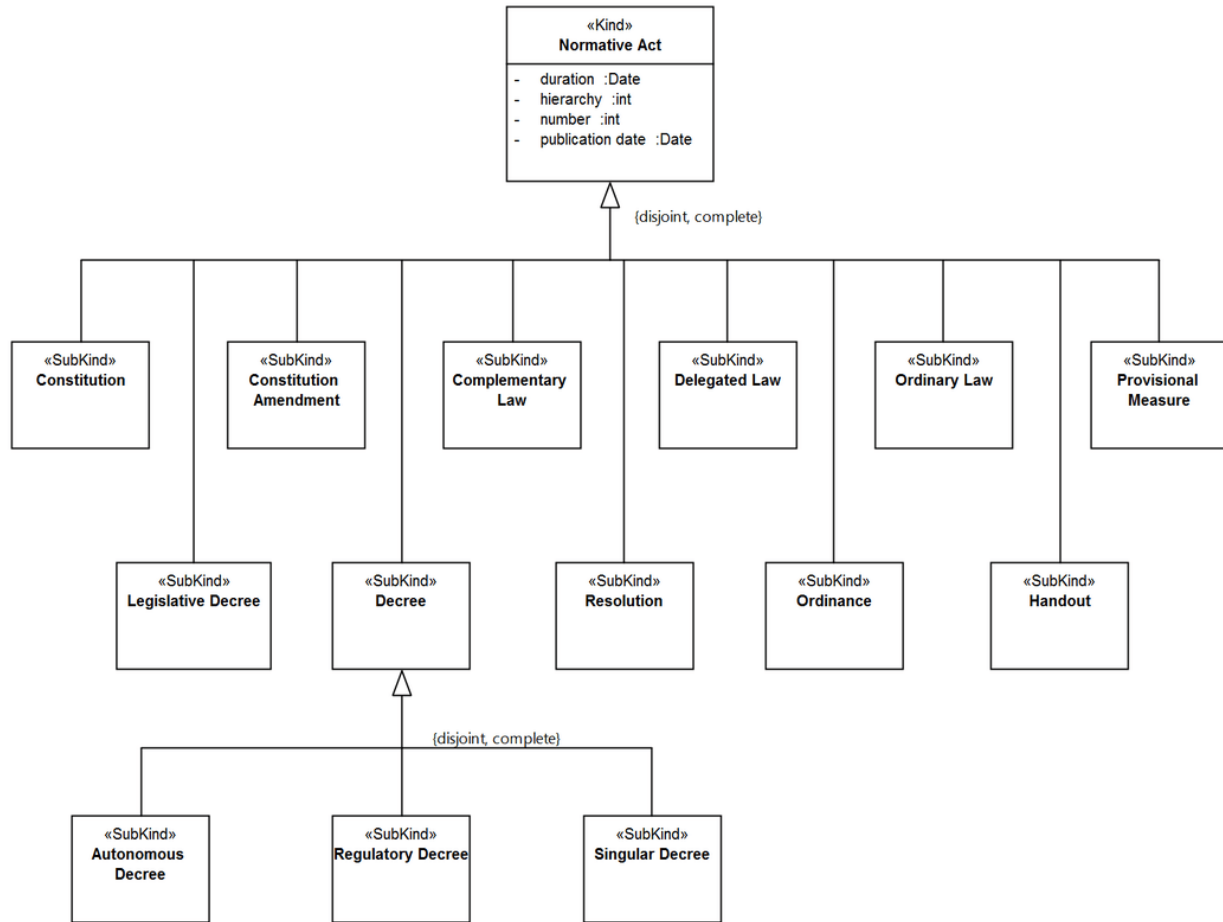 «Kind»
Normative Act
- duration :Date
- hierarchy :int
- number :int
- publication date :Date
{disjoint, complete}
«SubKind»
Constitution
«SubKind»
Constitution
Amendment
«SubKind»
Complementary
Law
«SubKind»
Delegated Law
«SubKind»
Ordinary Law
«SubKind»
Provisional
Measure
«SubKind»
Legislative Decree
«SubKind»
Decree
«SubKind»
Resolution
«SubKind»
Ordinance
«SubKind»
Handout
{disjoint, complete}
«SubKind»
Autonomous
Decree
«SubKind»
Regulatory Decree
«SubKind»
Singular Decree